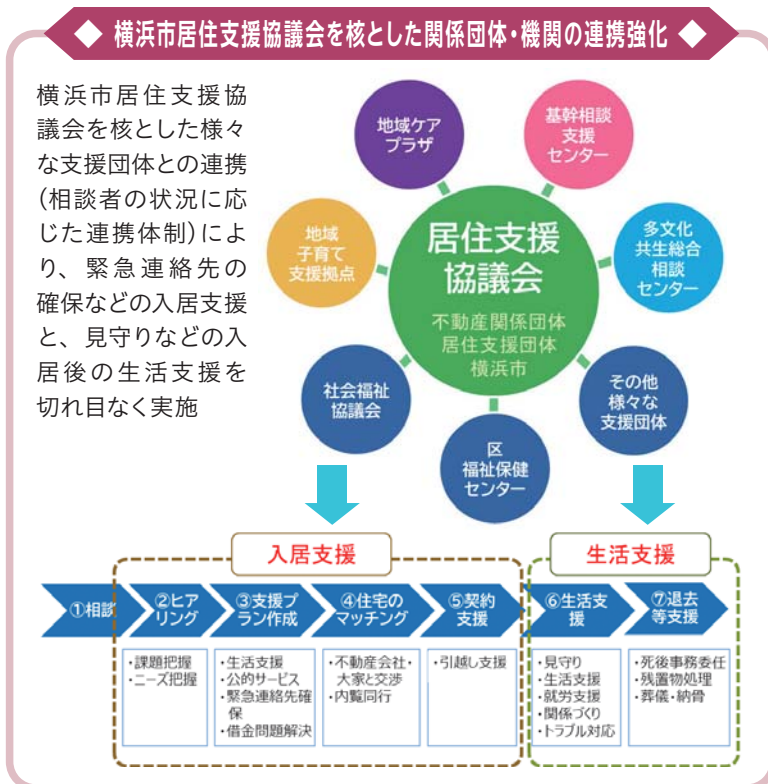 ◆ 横浜市居住支援協議会を核とした関係団体・機関の連携強化 ◆
横浜市居住支援協
議会を核とした様々
な支援団体との連携
(相談者の状況に応
じた連携体制)によ
り、緊急連絡先の
確保などの入居支援
と、見守りなどの入
居後の生活支援を
切れ目なく実施
地域ケア
プラザ
基幹相談
支援
センター
地域
子育て
支援拠点
居住支援
協議会
不動産関係団体
居住支援団体
横浜市
多文化
共生総合
相談
センター
社会福祉
協議会
その他
様々な
支援団体
区
福祉保健
センター
入居支援
生活支援
①相談
②ヒア
リング
③支援プ
ラン作成
④住宅の
マッチング
⑤契約
支援
⑥生活支
援
⑦退去
等支援
・課題把握
・ニーズ把握
・生活支援
・公的サービス
・緊急連絡先確
保
・借金問題解決
・不動産会社・
大家と交渉
・内覧同行
・引越し支援
・見守り
・生活支援
・就労支援
・関係づくり
・トラブル対応
・死後事務委任
・残置物処理
・葬儀・納骨